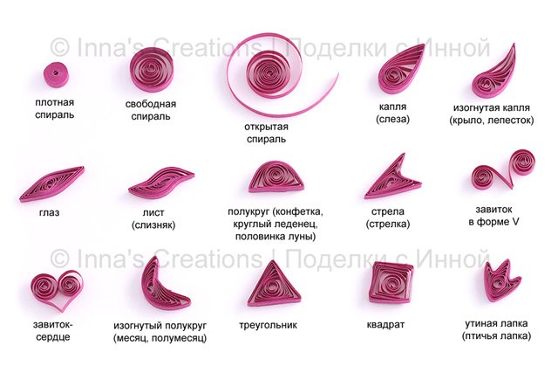 © Inna's Creations | Поделки с Инной
плотная
спираль
свободная
спираль
открытая
спираль
капля
(слеза)
изогнутая капля
(крыло, лепесток)
глаз
лист
(слизняк)
полукруг (конфетка,
круглый леденец,
половинка луны)
стрела
(стрелка)
завиток
в форме V
© Inna's Creations | Поделки с Инной
завиток-
сердце
изогнутый полукруг
(месяц, полумесяц)
треугольник
квадрат
утиная лапка
(птичья лапка)